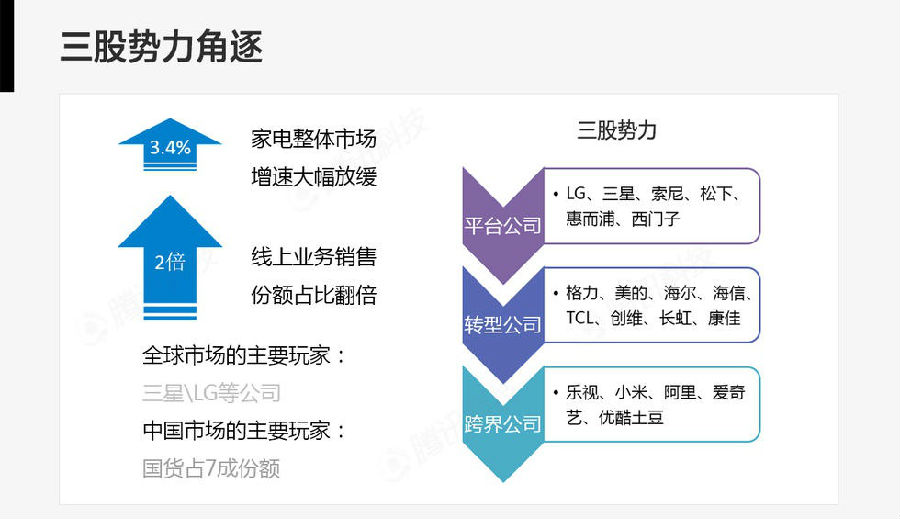 三股势力角逐
3.4%
家电整体市场
增速大幅放缓
2倍
线上业务销售
份额占比翻倍
全球市场的主要玩家：
三星\LG等公司
中国市场的主要玩家：
国货占7成份额
三股势力
平台公司
• LG、三星、索尼、松下、
惠而浦、西门子
转型公司
• 格力、美的、海尔、海信、
TCL、创维、长虹、康佳
跨界公司
• 乐视、小米、阿里、爱奇
艺、优酷土豆
腾讯科技